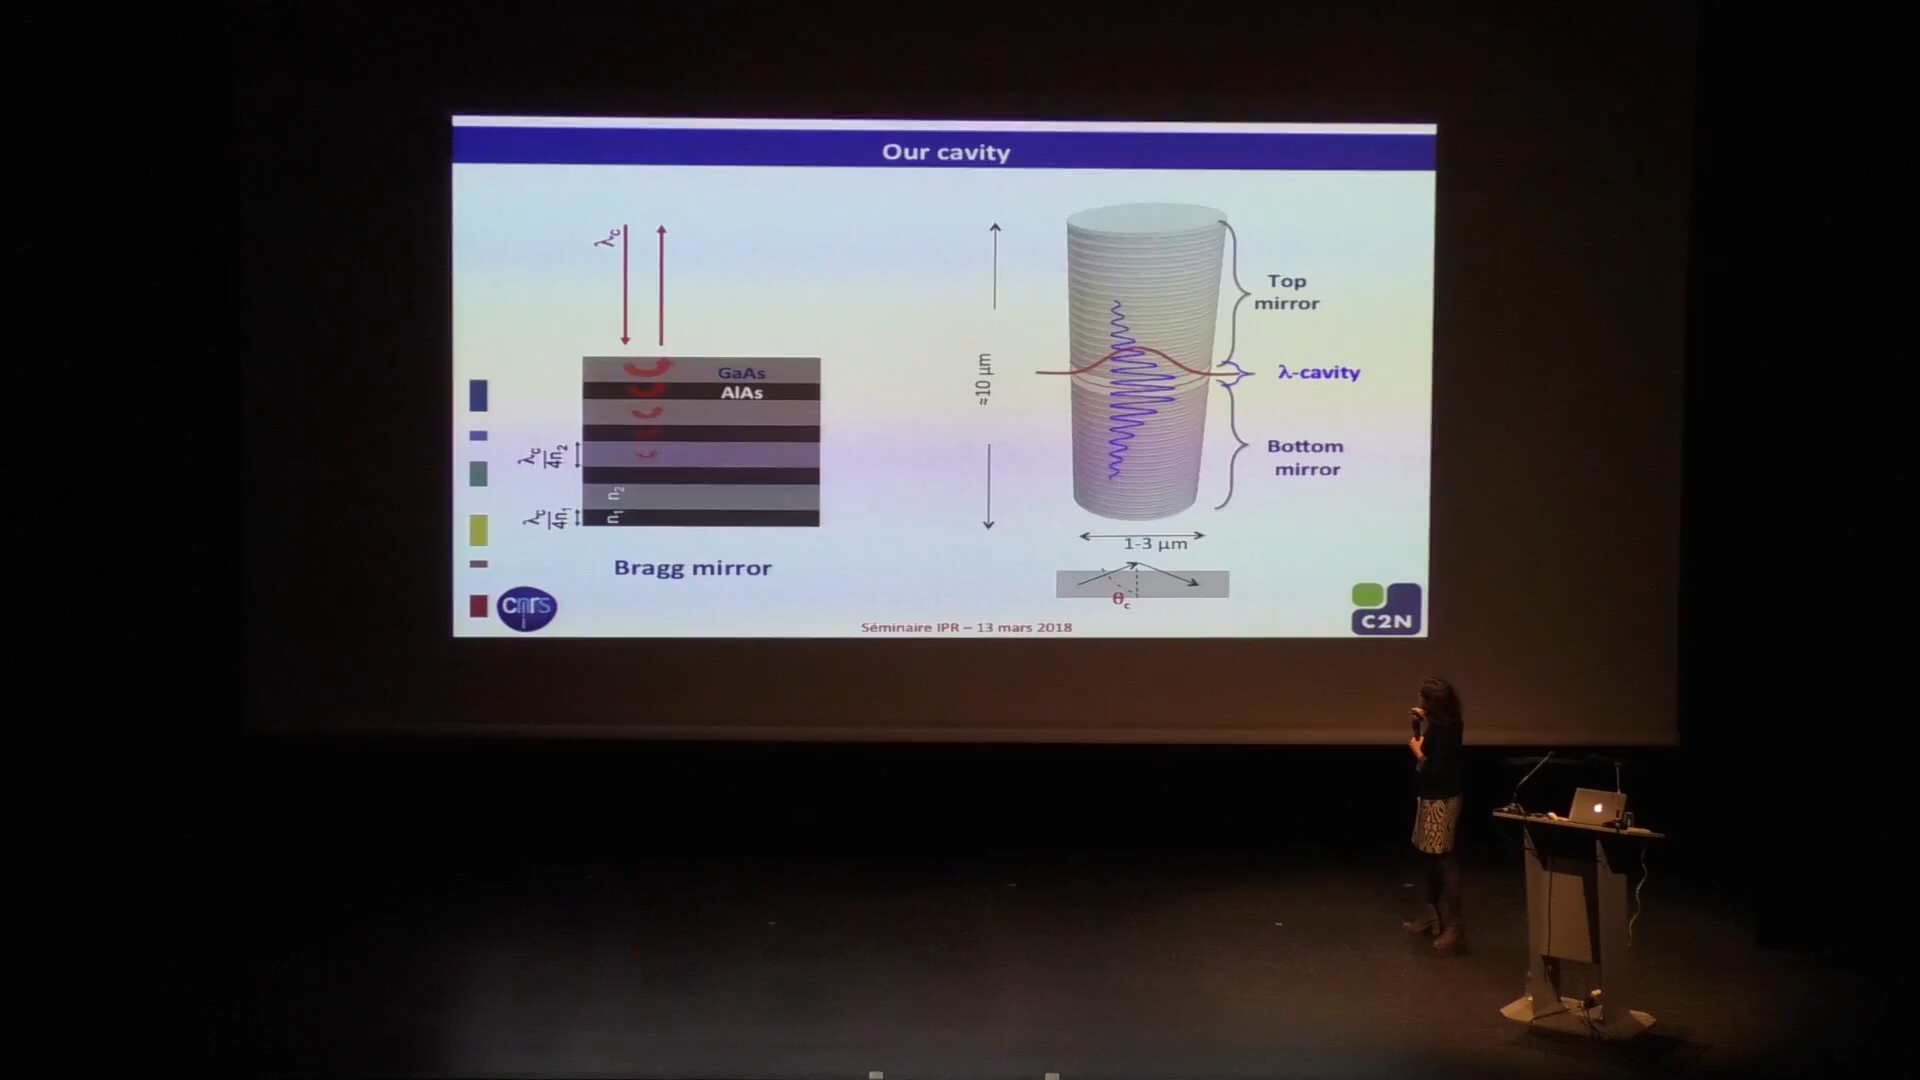 Our cavity
λc
GaAs
AlAs
λc
4n2
n2
λc
4n1
n1
Bragg mirror
≈10 µm
Top
mirror
λ-cavity
Bottom
mirror
1-3 µm
θc
cnrs
Séminaire IPR – 13 mars 2018
C2N